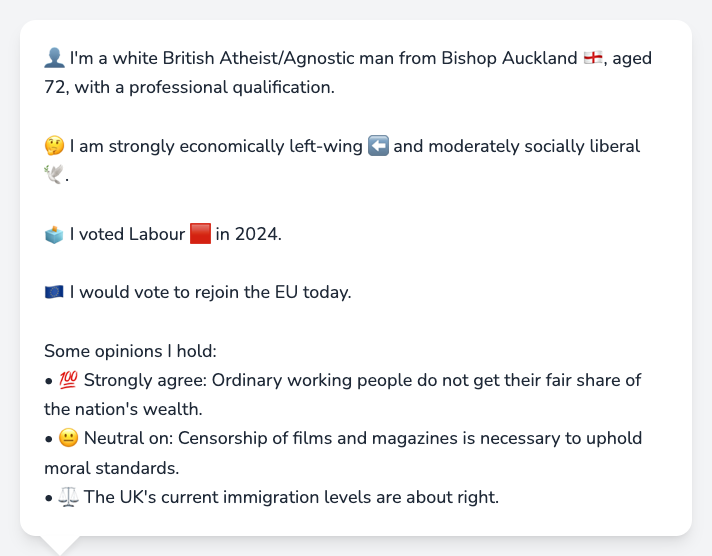 👤 I'm a white British Atheist/Agnostic man from Bishop Auckland 🏴󠁧󠁢󠁥󠁮󠁧󠁿, aged
72, with a professional qualification.
🤔 I am strongly economically left-wing ⬅️ and moderately socially liberal
🕊️.
🗳️ I voted Labour 🟥 in 2024.
🇪🇺 I would vote to rejoin the EU today.
Some opinions I hold:
• 💯 Strongly agree: Ordinary working people do not get their fair share of
the nation's wealth.
• 😐 Neutral on: Censorship of films and magazines is necessary to uphold
moral standards.
• ⚖️ The UK's current immigration levels are about right.